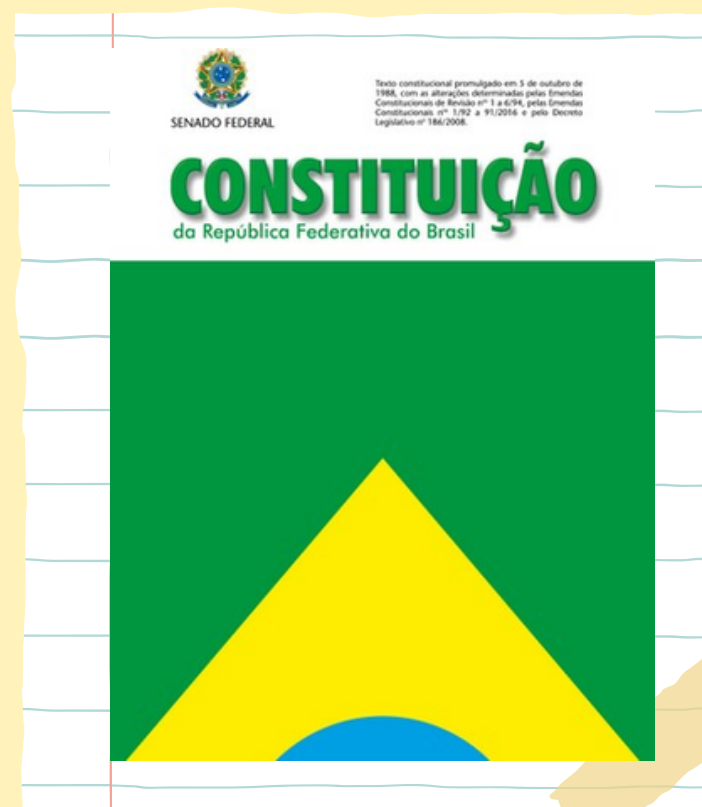 SENADO FEDERAL
Texto constitucional promulgado em 5 de outubro de
1988, com as alterações determinadas pelas Emendas
Constitucionais de Revisão nºˢ 1 a 6/94, pelas Emendas
Constitucionais nºˢ 1/92 a 91/2016 e pelo Decreto
Legislativo nº 186/2008.
CONSTITUIÇÃO
da República Federativa do Brasil